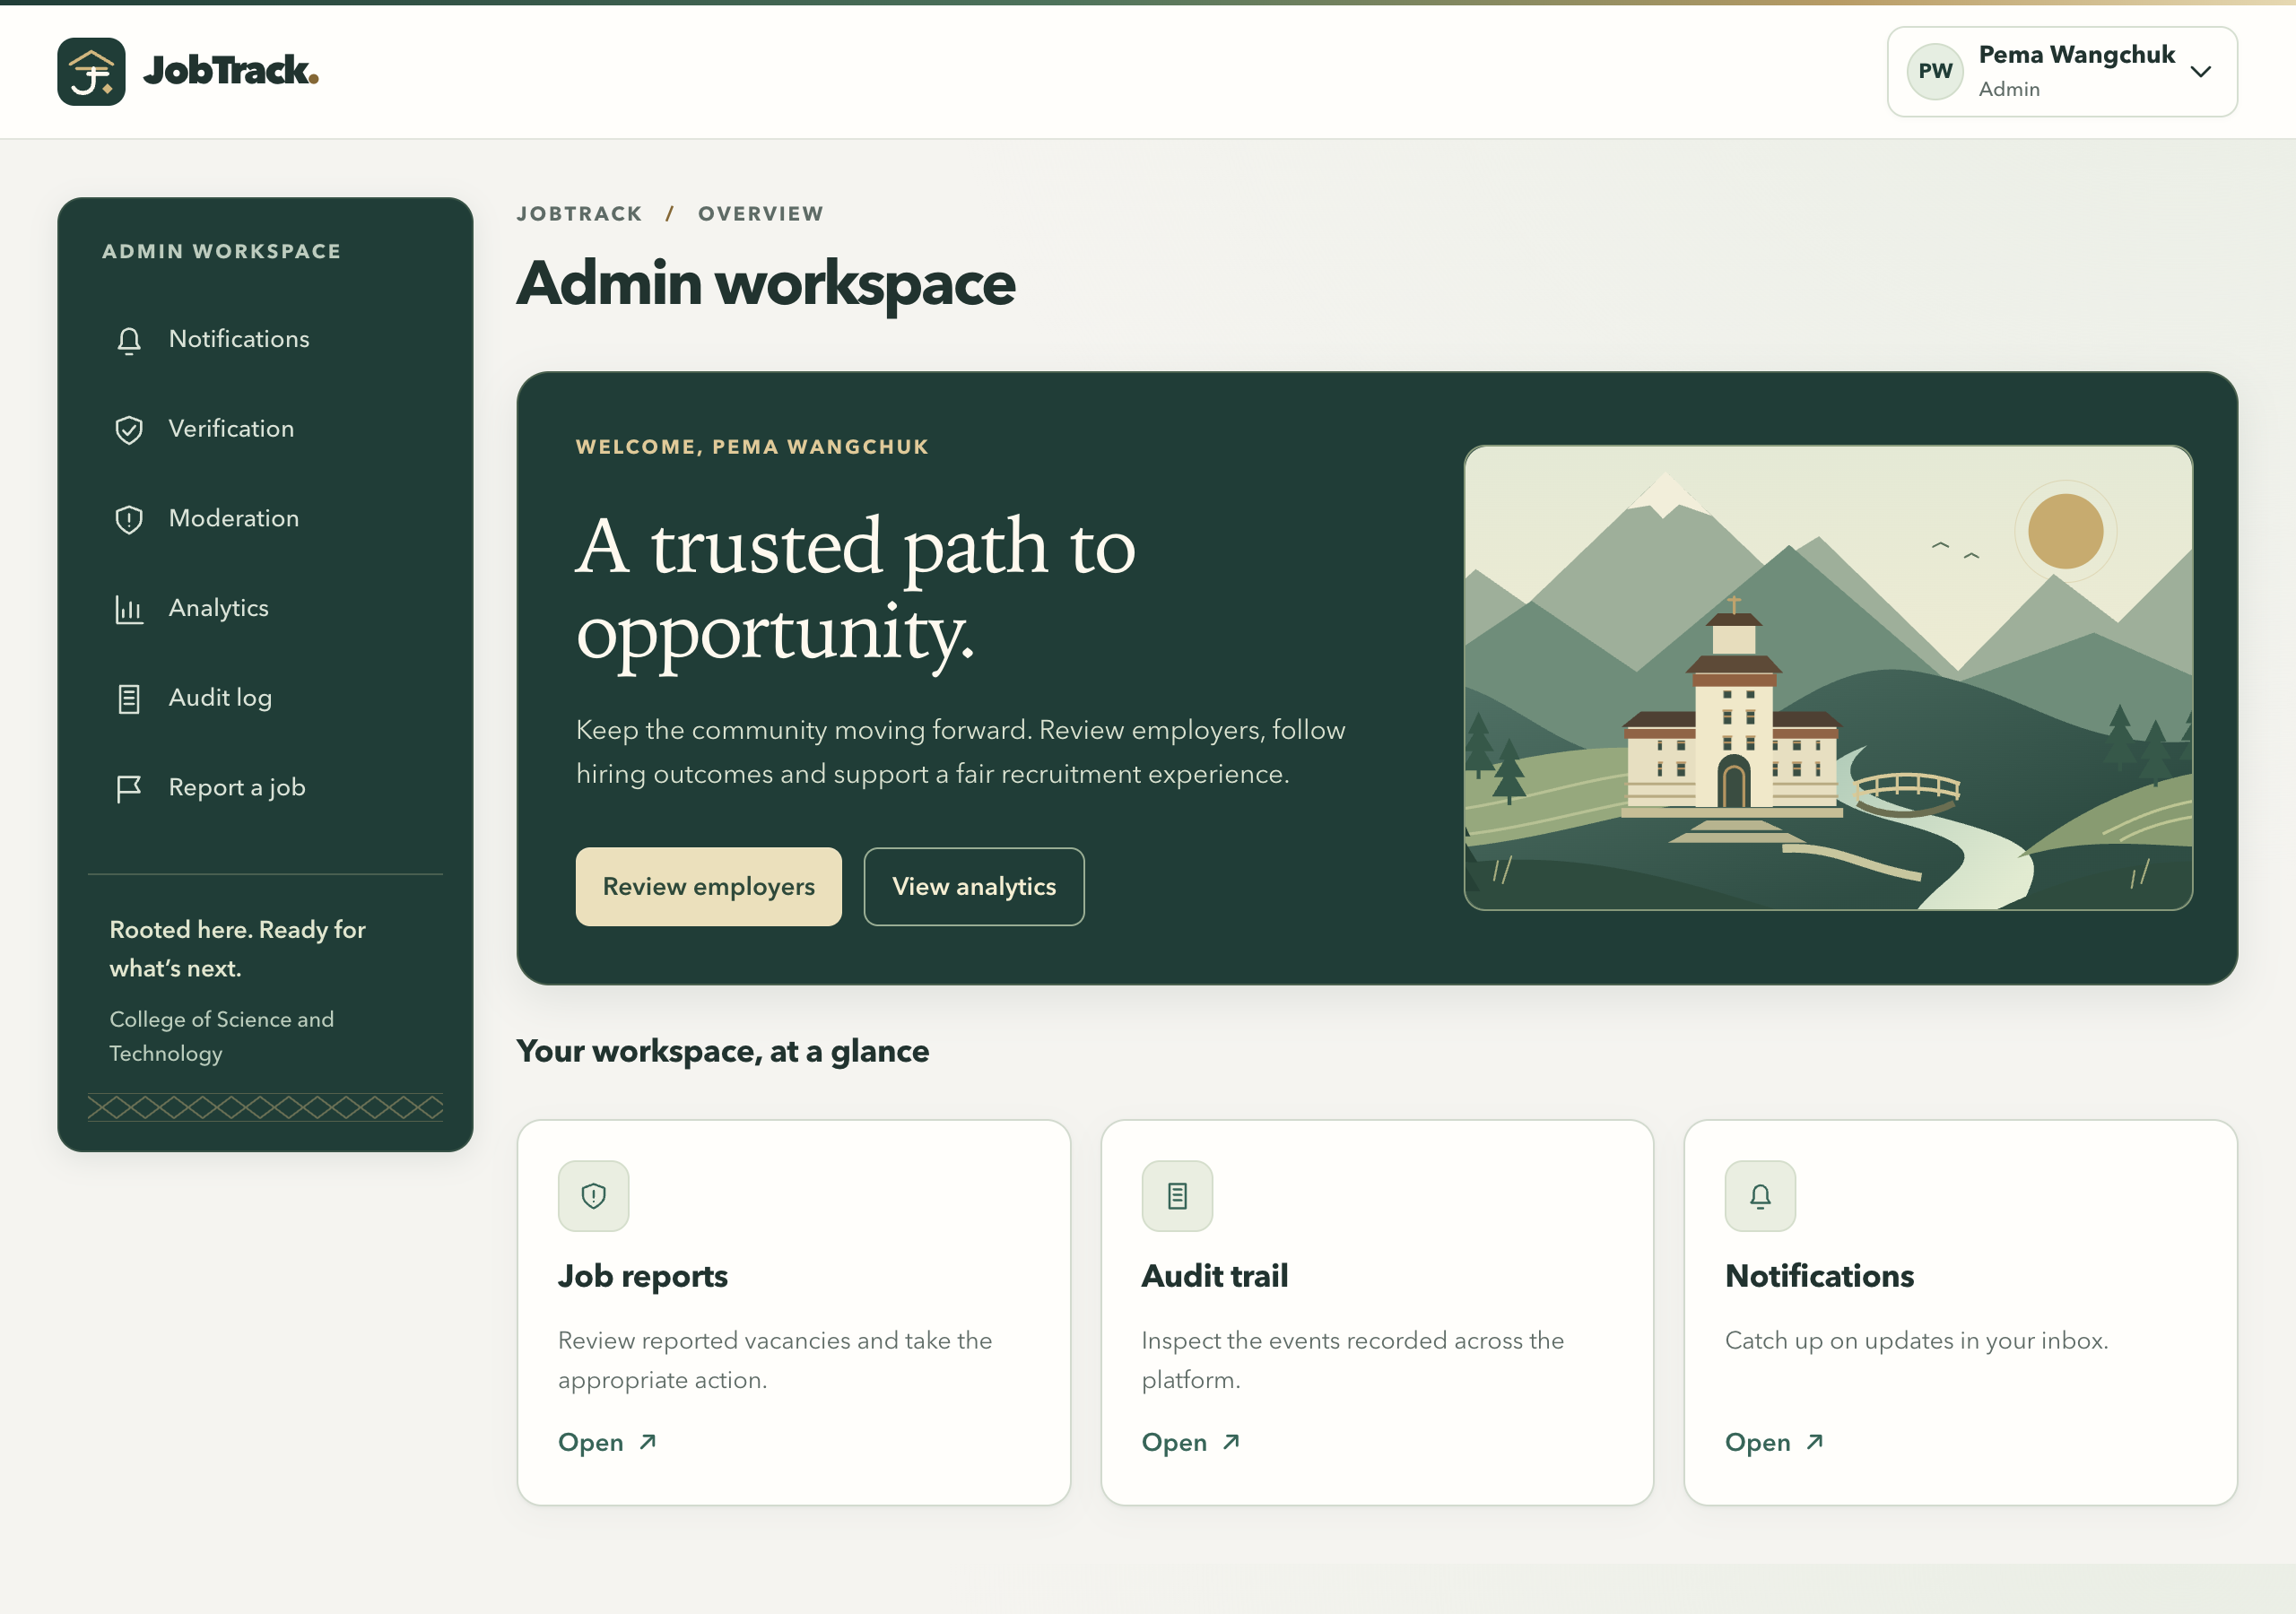 JobTrack.
PW
Pema Wangchuk
Admin
ADMIN WORKSPACE
Notifications
Verification
Moderation
Analytics
Audit log
Report a job
Rooted here. Ready for
what’s next.
College of Science and
Technology
JOBTRACK / OVERVIEW
Admin workspace
WELCOME, PEMA WANGCHUK
A trusted path to
opportunity.
Keep the community moving forward. Review employers, follow
hiring outcomes and support a fair recruitment experience.
Review employers
View analytics
Your workspace, at a glance
Job reports
Review reported vacancies and take the
appropriate action.
Open
Audit trail
Inspect the events recorded across the
platform.
Open
Notifications
Catch up on updates in your inbox.
Open